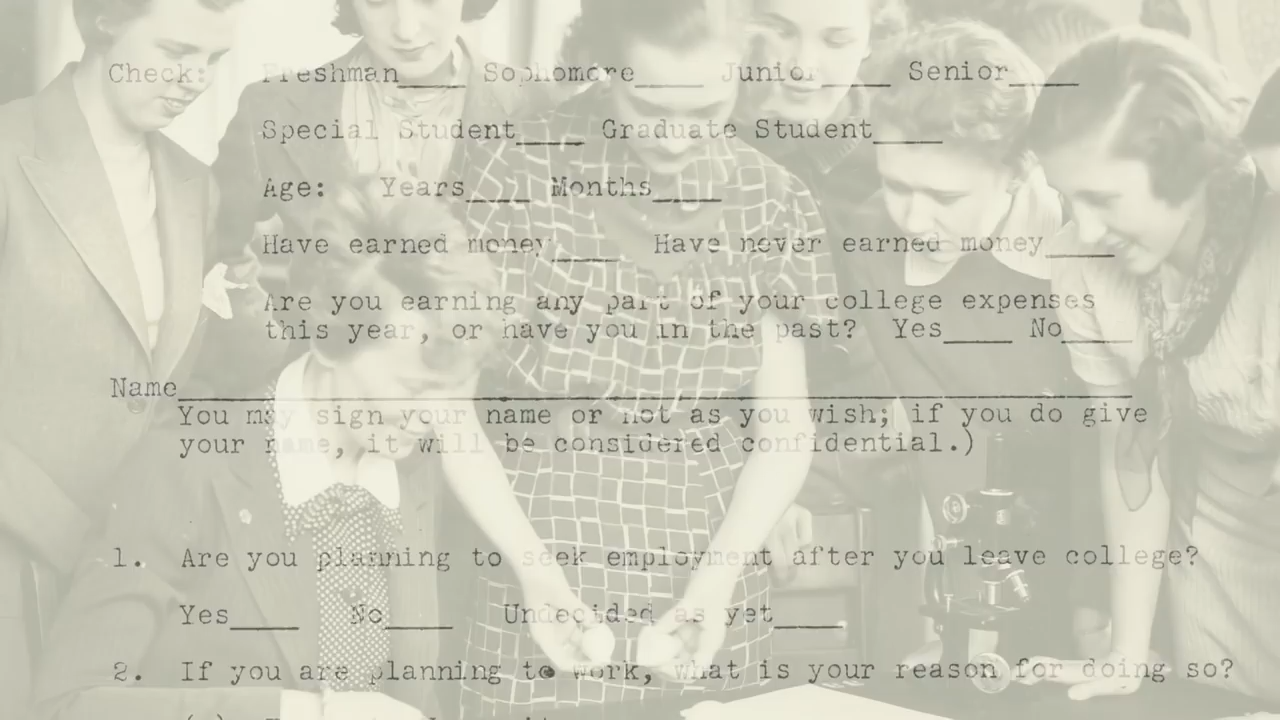 Check: Freshman____ Sophomore____ Junior____ Senior____
Special Student____ Graduate Student____
Age: Years____ Months____
Have earned money____ Have never earned money____
Are you earning any part of your college expenses
this year, or have you in the past? Yes____ No____
Name____
You may sign your name or not as you wish; if you do give
your name, it will be considered confidential.)
1. Are you planning to seek employment after you leave college?
Yes____ No____ Undecided as yet____
2. If you are planning to work, what is your reason for doing so?